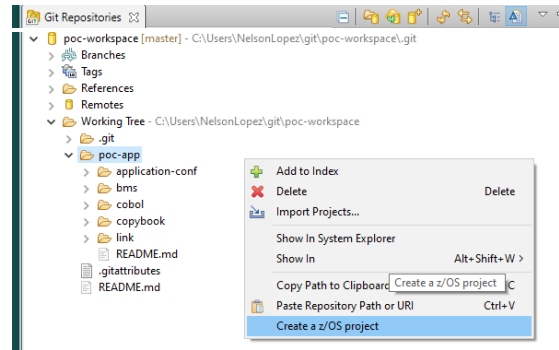 Git Repositories
poc-workspace [master] - C:\Users\NelsonLopez\git\poc-workspace\.git
Branches
Tags
References
Remotes
Working Tree - C:\Users\NelsonLopez\git\poc-workspace
.git
poc-app
application-conf
bms
cobol
copybook
link
README.md
.gitattributes
README.md
Add to Index
Delete Delete
Import Projects...
Show In System Explorer
Show In Alt+Shift+W >
Copy Path to Clipboard C
Create a z/OS project
Paste Repository Path or URI Ctrl+V
Create a z/OS project